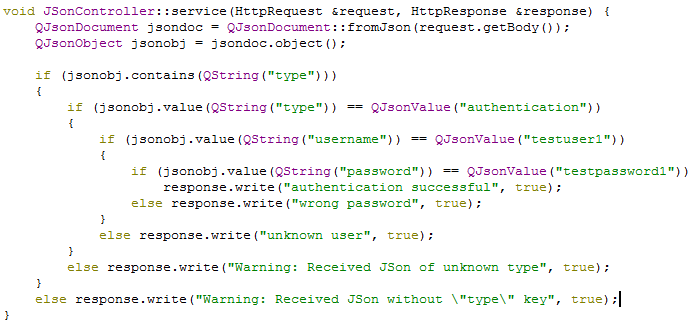 void JSonController::service(HttpRequest &request, HttpResponse &response) {
    QJsonDocument jsondoc = QJsonDocument::fromJson(request.getBody());
    QJsonObject jsonobj = jsondoc.object();

    if (jsonobj.contains(QString("type")))
    {
        if (jsonobj.value(QString("type")) == QJsonValue("authentication"))
        {
            if (jsonobj.value(QString("username")) == QJsonValue("testuser1"))
            {
                if (jsonobj.value(QString("password")) == QJsonValue("testpassword1"))
                    response.write("authentication successful", true);
                else response.write("wrong password", true);
            }
            else response.write("unknown user", true);
        }
        else response.write("Warning: Received JSon of unknown type", true);
    }
    else response.write("Warning: Received JSon without \"type\" key", true);
}